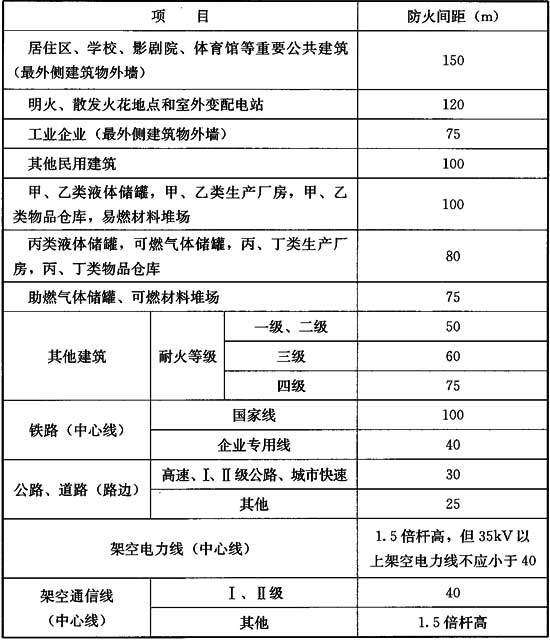 项 目 防火间距（m）
居住区、学校、影剧院、体育馆等重要公共建筑
（最外侧建筑物外墙） 150
明火、散发火花地点和室外变配电站 120
工业企业（最外侧建筑物外墙） 75
其他民用建筑 100
甲、乙类液体储罐，甲、乙类生产厂房，甲、乙
类物品仓库，易燃材料堆场 100
丙类液体储罐，可燃气体储罐，丙、丁类生产厂
房，丙、丁类物品仓库 80
助燃气体储罐、可燃材料堆场 75
其他建筑 耐火等级 一级、二级 50
三级 60
四级 75
铁路（中心线） 国家线 100
企业专用线 40
公路、道路（路边） 高速、Ⅰ、Ⅱ级公路、城市快速 30
其他 25
架空电力线（中心线） 1.5倍杆高，但35kV以
上架空电力线不应小于40
架空通信线
（中心线） Ⅰ、Ⅱ级 40
其他 1.5倍杆高